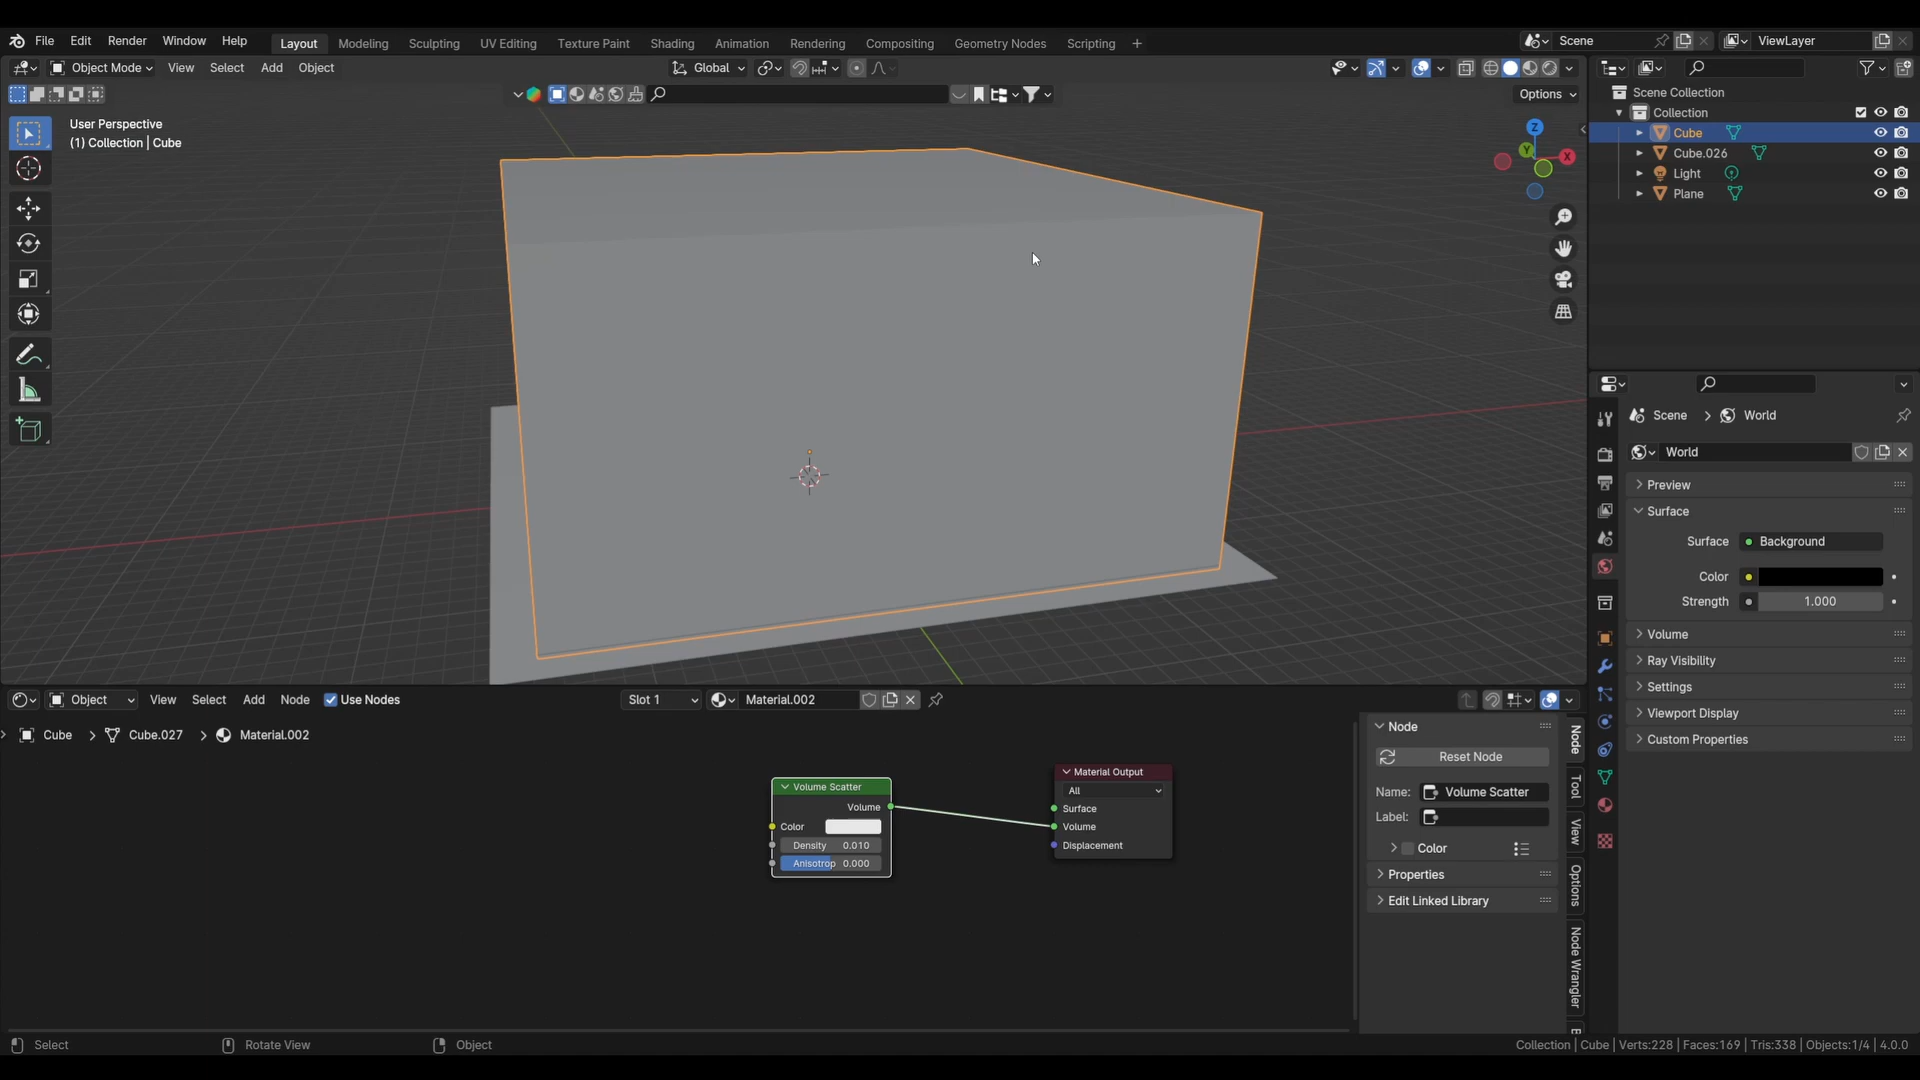 File Edit Render Window Help Layout Modeling Sculpting UV Editing Texture Paint Shading Animation Rendering Compositing Geometry Nodes Scripting + Scene ViewLayer
Object Mode View Select Add Object Global
Options
User Perspective
(1) Collection | Cube
Z
Y
X
Scene Collection
Collection
Cube
Cube.026
Light
Plane
Scene > World
World
Preview
Surface
Surface Background
Color
Strength 1.000
Volume
Ray Visibility
Settings
Viewport Display
Custom Properties
Object View Select Add Node Use Nodes Slot 1 Material.002
Cube > Cube.027 > Material.002
Volume Scatter
Volume
Color
Density 0.010
Anisotrop 0.000
Material Output
All
Surface
Volume
Displacement
Node
Reset Node
Name: Volume Scatter
Label:
Color
Properties
Edit Linked Library
Node
Tool
View
Options
Node Wrangler
Select Rotate View Object Collection | Cube | Verts:228 | Faces:169 | Tris:338 | Objects:1/4 | 4.0.0